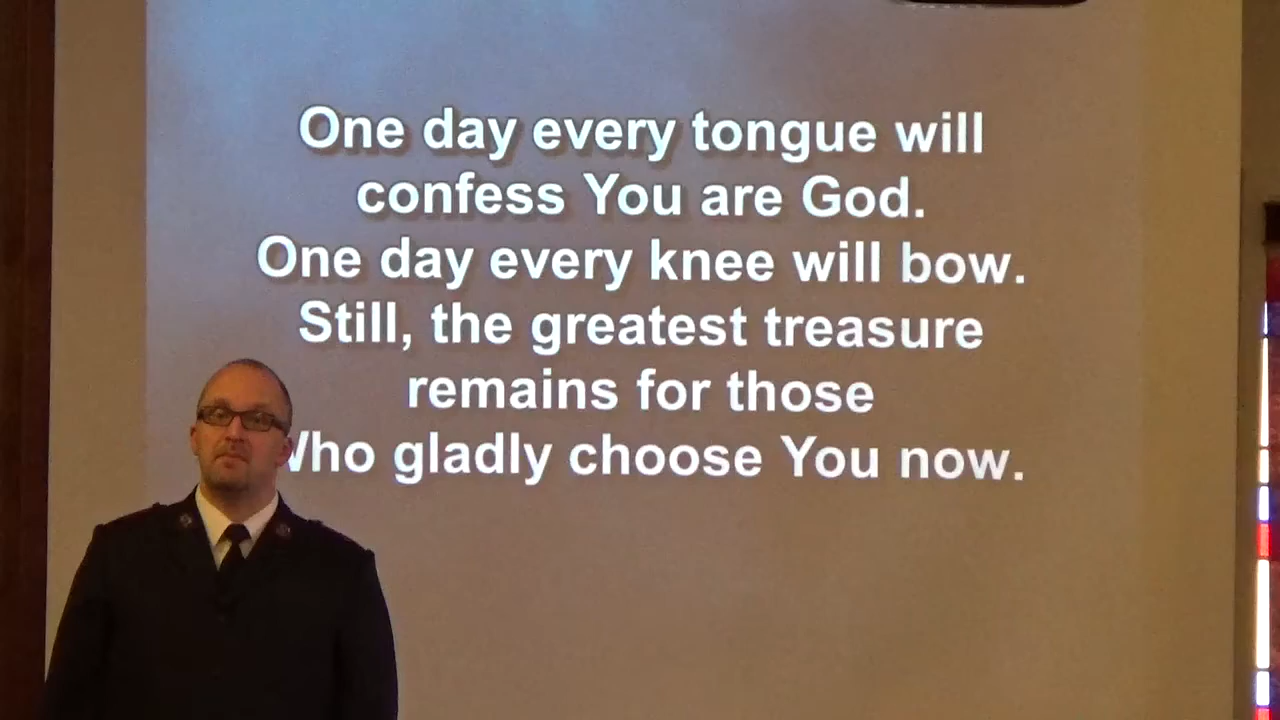 One day every tongue will
confess You are God.
One day every knee will bow.
Still, the greatest treasure
remains for those
Who gladly choose You now.